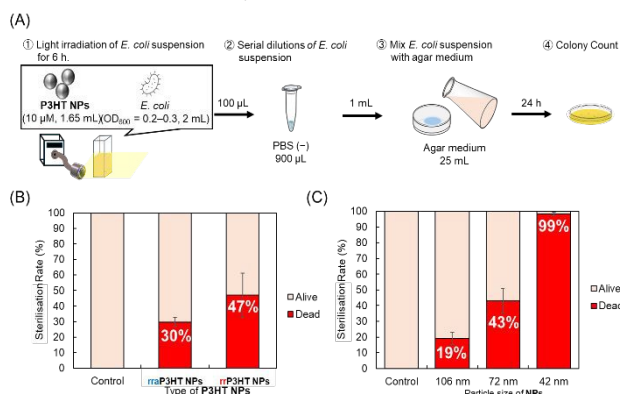 (A)
① Light irradiation of E. coli suspension
for 6 h.
② Serial dilutions of E. coli
suspension
③ Mix E. coli suspension
with agar medium
④ Colony Count
P3HT NPs
(10 μM, 1.65 mL)
E. coli
(OD600 = 0.2–0.3, 2 mL)
100 μL
PBS (−)
900 μL
1 mL
Agar medium
25 mL
24 h
(B)
Sterilisation Rate (%)
100
90
80
70
60
50
40
30
20
10
0
30%
47%
Alive
Dead
Control
rraP3HT NPs
rrP3HT NPs
Type of P3HT NPs
(C)
Sterilisation Rate (%)
100
90
80
70
60
50
40
30
20
10
0
19%
43%
99%
Alive
Dead
Control
106 nm
72 nm
42 nm
Particle size of NPs